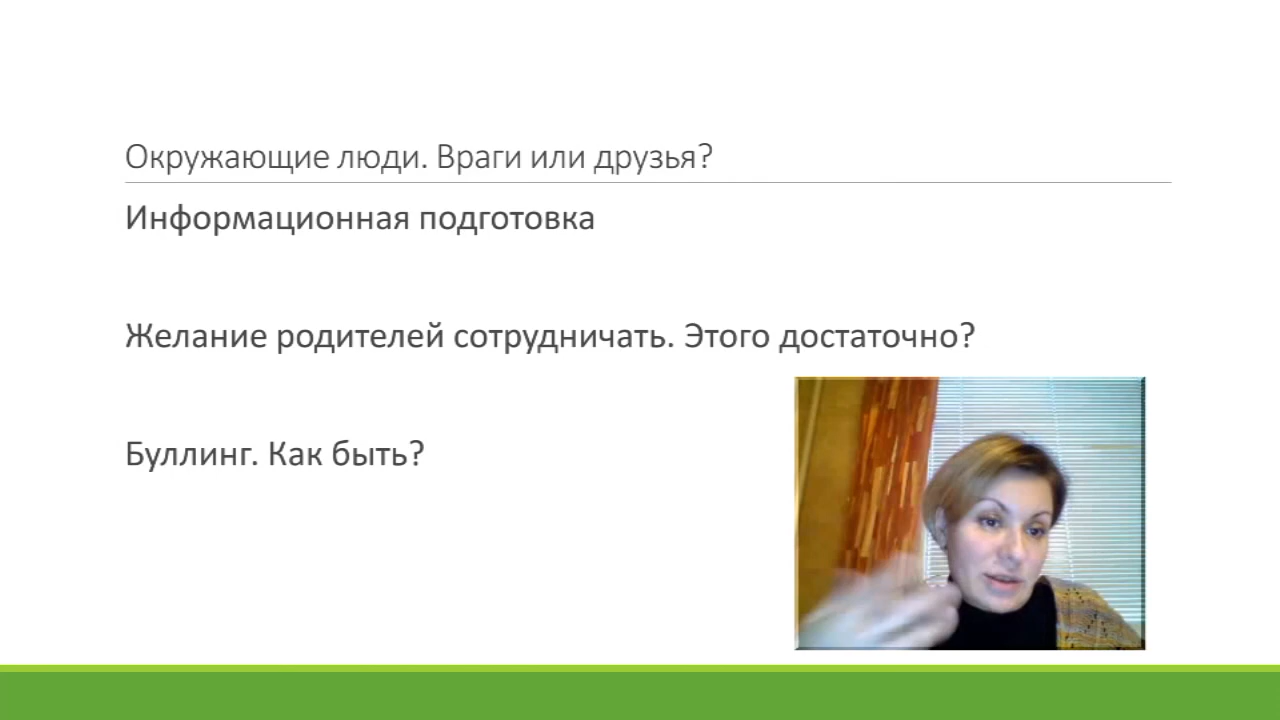 Окружающие люди. Враги или друзья?
Информационная подготовка
Желание родителей сотрудничать. Этого достаточно?
Буллинг. Как быть?